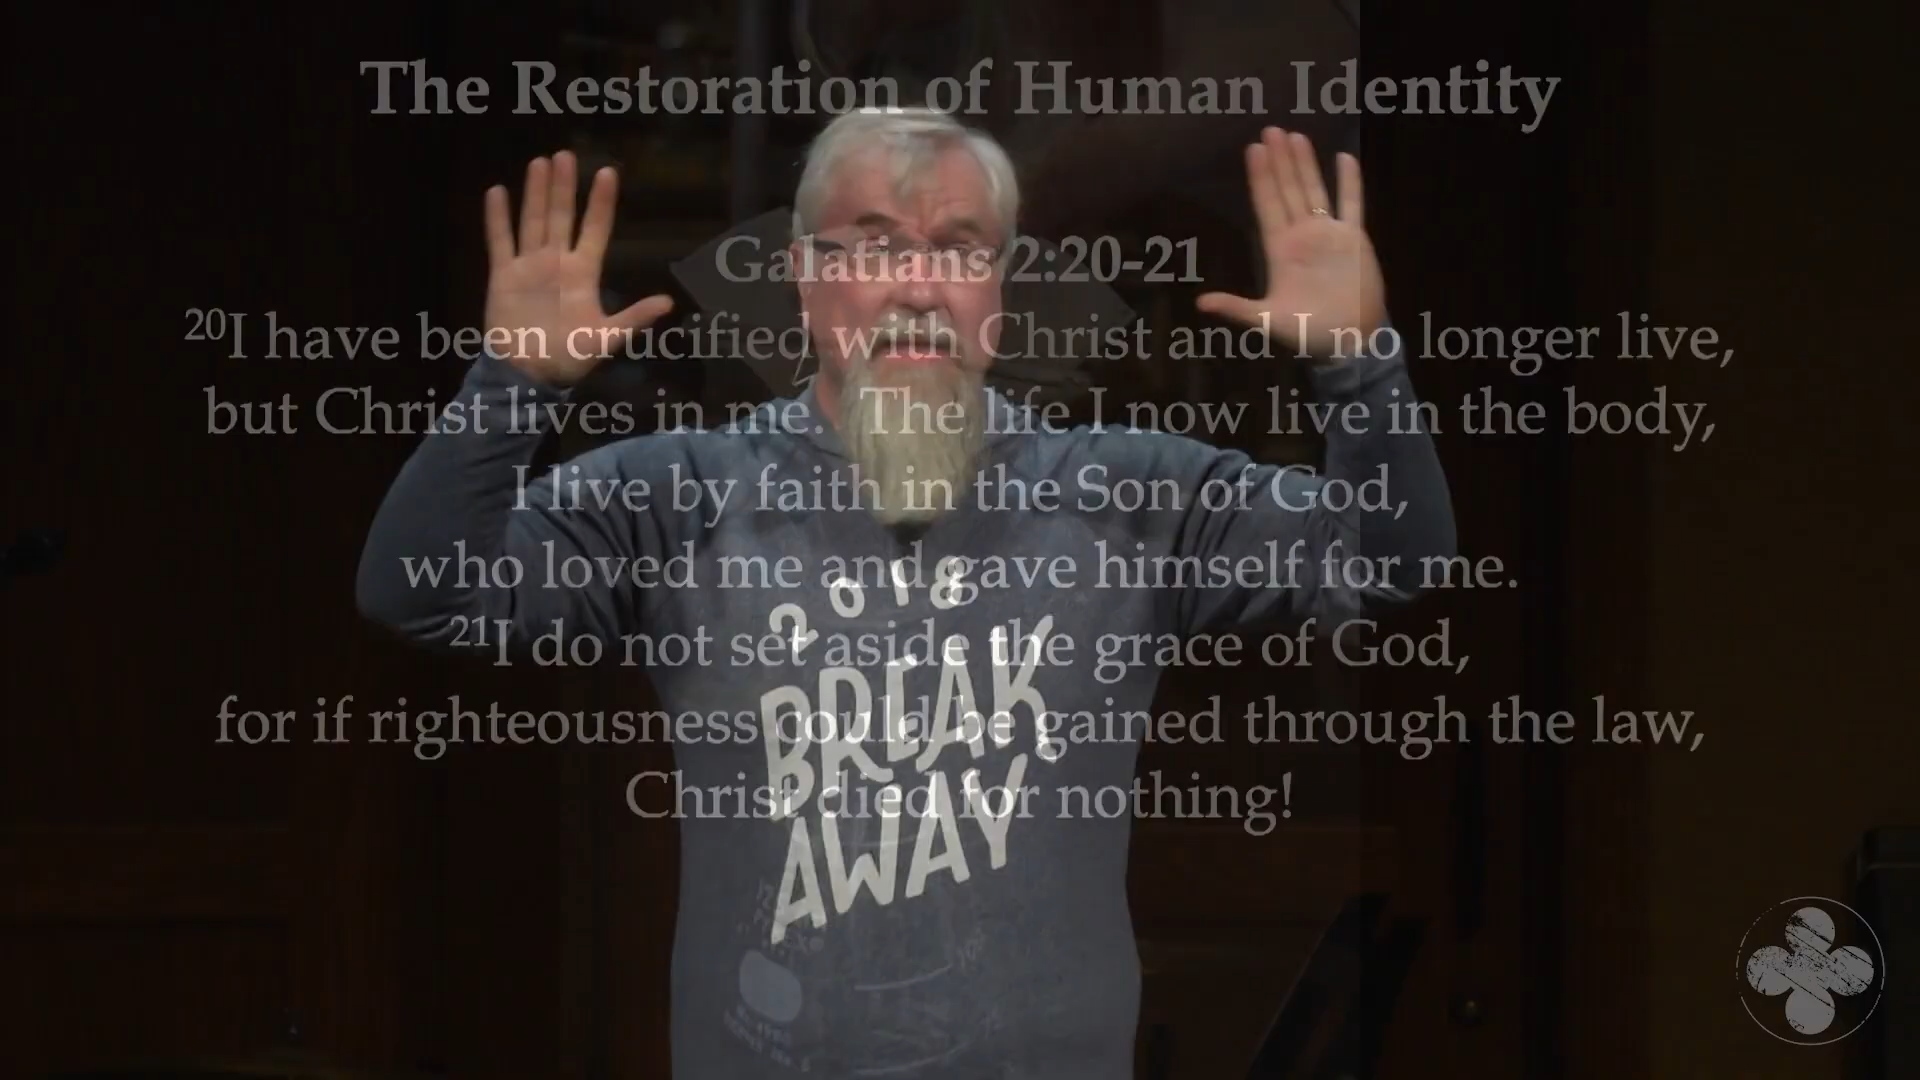 The Restoration of Human Identity
Galatians 2:20-21
20I have been crucified with Christ and I no longer live,
but Christ lives in me. The life I now live in the body,
I live by faith in the Son of God,
who loved me and gave himself for me.
21I do not set aside the grace of God,
for if righteousness could be gained through the law,
Christ died for nothing!
2018
BREAK
AWAY